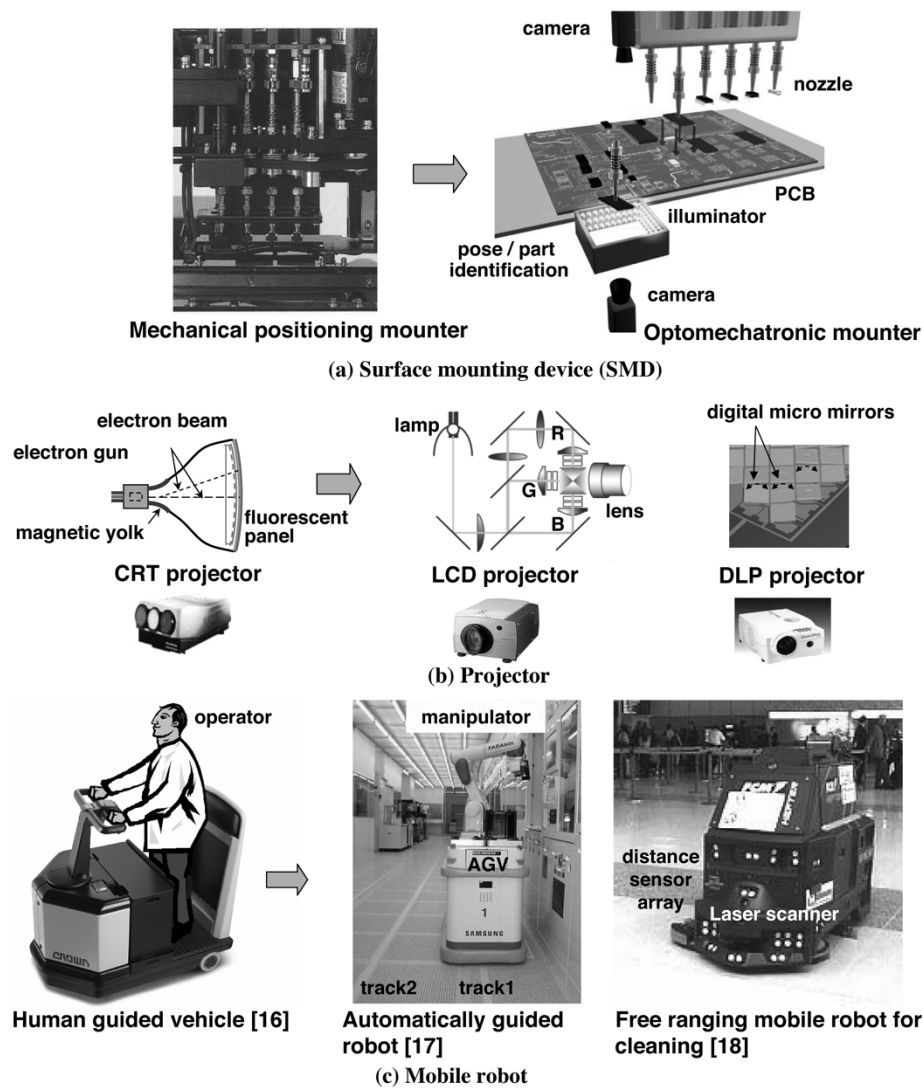 camera
nozzle
PCB
illuminator
pose / part
identification
camera
Mechanical positioning mounter
Optomechatronic mounter
(a) Surface mounting device (SMD)
electron beam
electron gun
magnetic yolk
fluorescent
panel
lamp
R
G
B
lens
digital micro mirrors
CRT projector
LCD projector
DLP projector
(b) Projector
operator
CROWN
manipulator
YASKAWA
AGV
1
SAMSUNG
track2
track1
distance
sensor
array
Laser scanner
Human guided vehicle [16]
Automatically guided
robot [17]
Free ranging mobile robot for
cleaning [18]
(c) Mobile robot